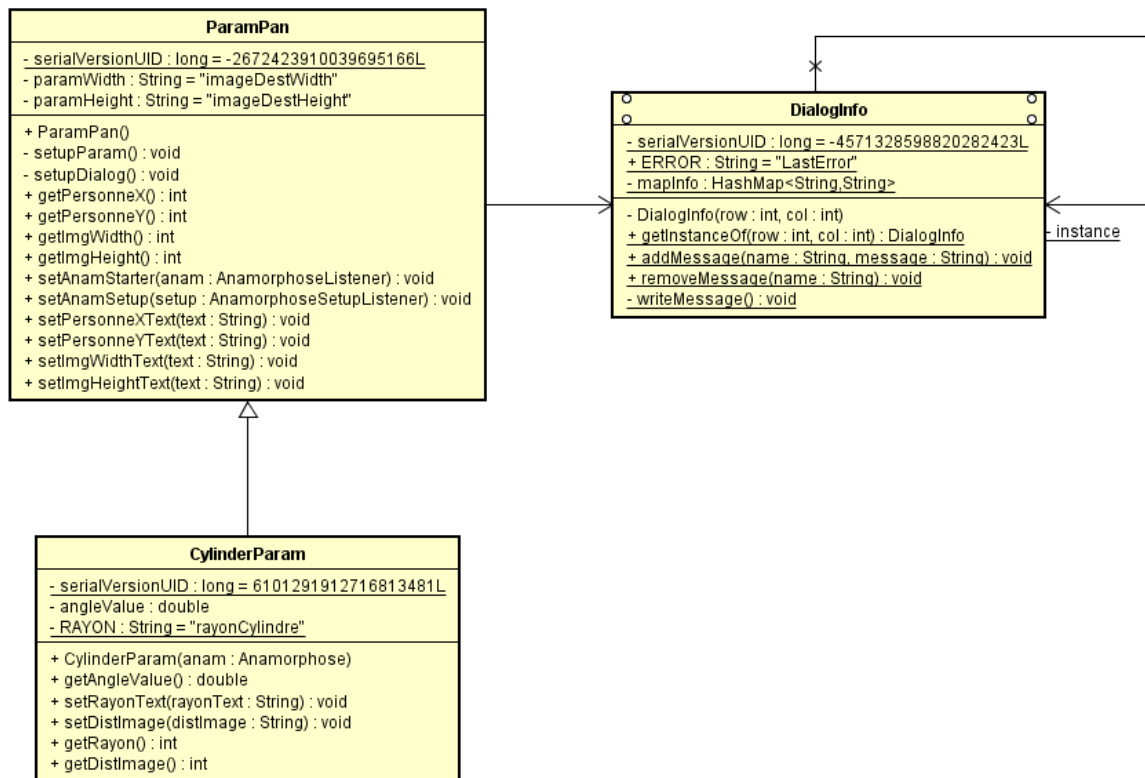 ParamPan
- serialVersionUID : long = -2672423910039695166L
- paramWidth : String = "imageDestWidth"
- paramHeight : String = "imageDestHeight"
+ ParamPan()
- setupParam() : void
- setupDialog() : void
+ getPersonneX() : int
+ getPersonneY() : int
+ getImgWidth() : int
+ getImgHeight() : int
+ setAnamStarter(anam : AnamorphoseListener) : void
+ setAnamSetup(setup : AnamorphoseSetupListener) : void
+ setPersonneXText(text : String) : void
+ setPersonneYText(text : String) : void
+ setImgWidthText(text : String) : void
+ setImgHeightText(text : String) : void
DialogInfo
- serialVersionUID : long = -4571328598820282423L
+ ERROR : String = "LastError"
- mapInfo : HashMap<String,String>
- DialogInfo(row : int, col : int)
+ getInstanceOf(row : int, col : int) : DialogInfo
+ addMessage(name : String, message : String) : void
+ removeMessage(name : String) : void
- writeMessage() : void
- instance
CylinderParam
- serialVersionUID : long = 6101291912716813481L
- angleValue : double
- RAYON : String = "rayonCylindre"
+ CylinderParam(anam : Anamorphose)
+ getAngleValue() : double
+ setRayonText(rayonText : String) : void
+ setDistImage(distImage : String) : void
+ getRayon() : int
+ getDistImage() : int